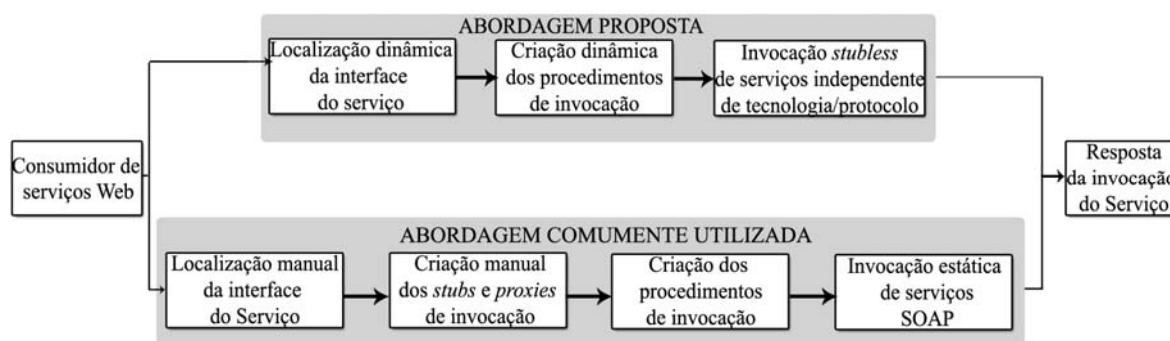 ABORDAGEM PROPOSTA
Localização dinâmica
da interface
do serviço
Criação dinâmica
dos procedimentos
de invocação
Invocação stubless
de serviços independente
de tecnologia/protocolo
Consumidor de
serviços Web
Resposta
da invocação
do Serviço
ABORDAGEM COMUMENTE UTILIZADA
Localização manual
da interface
do Serviço
Criação manual
dos stubs e proxies
de invocação
Criação dos
procedimentos
de invocação
Invocação estática
de serviços
SOAP